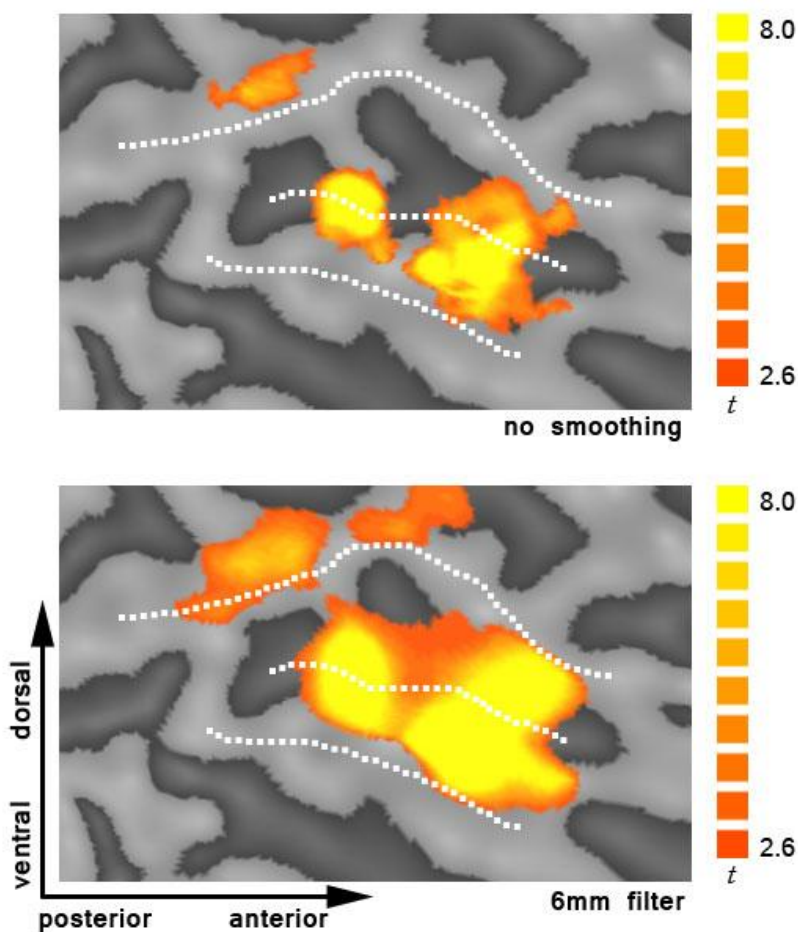 8.0
2.6
t
no smoothing
8.0
2.6
t
dorsal
ventral
posterior anterior
6mm filter